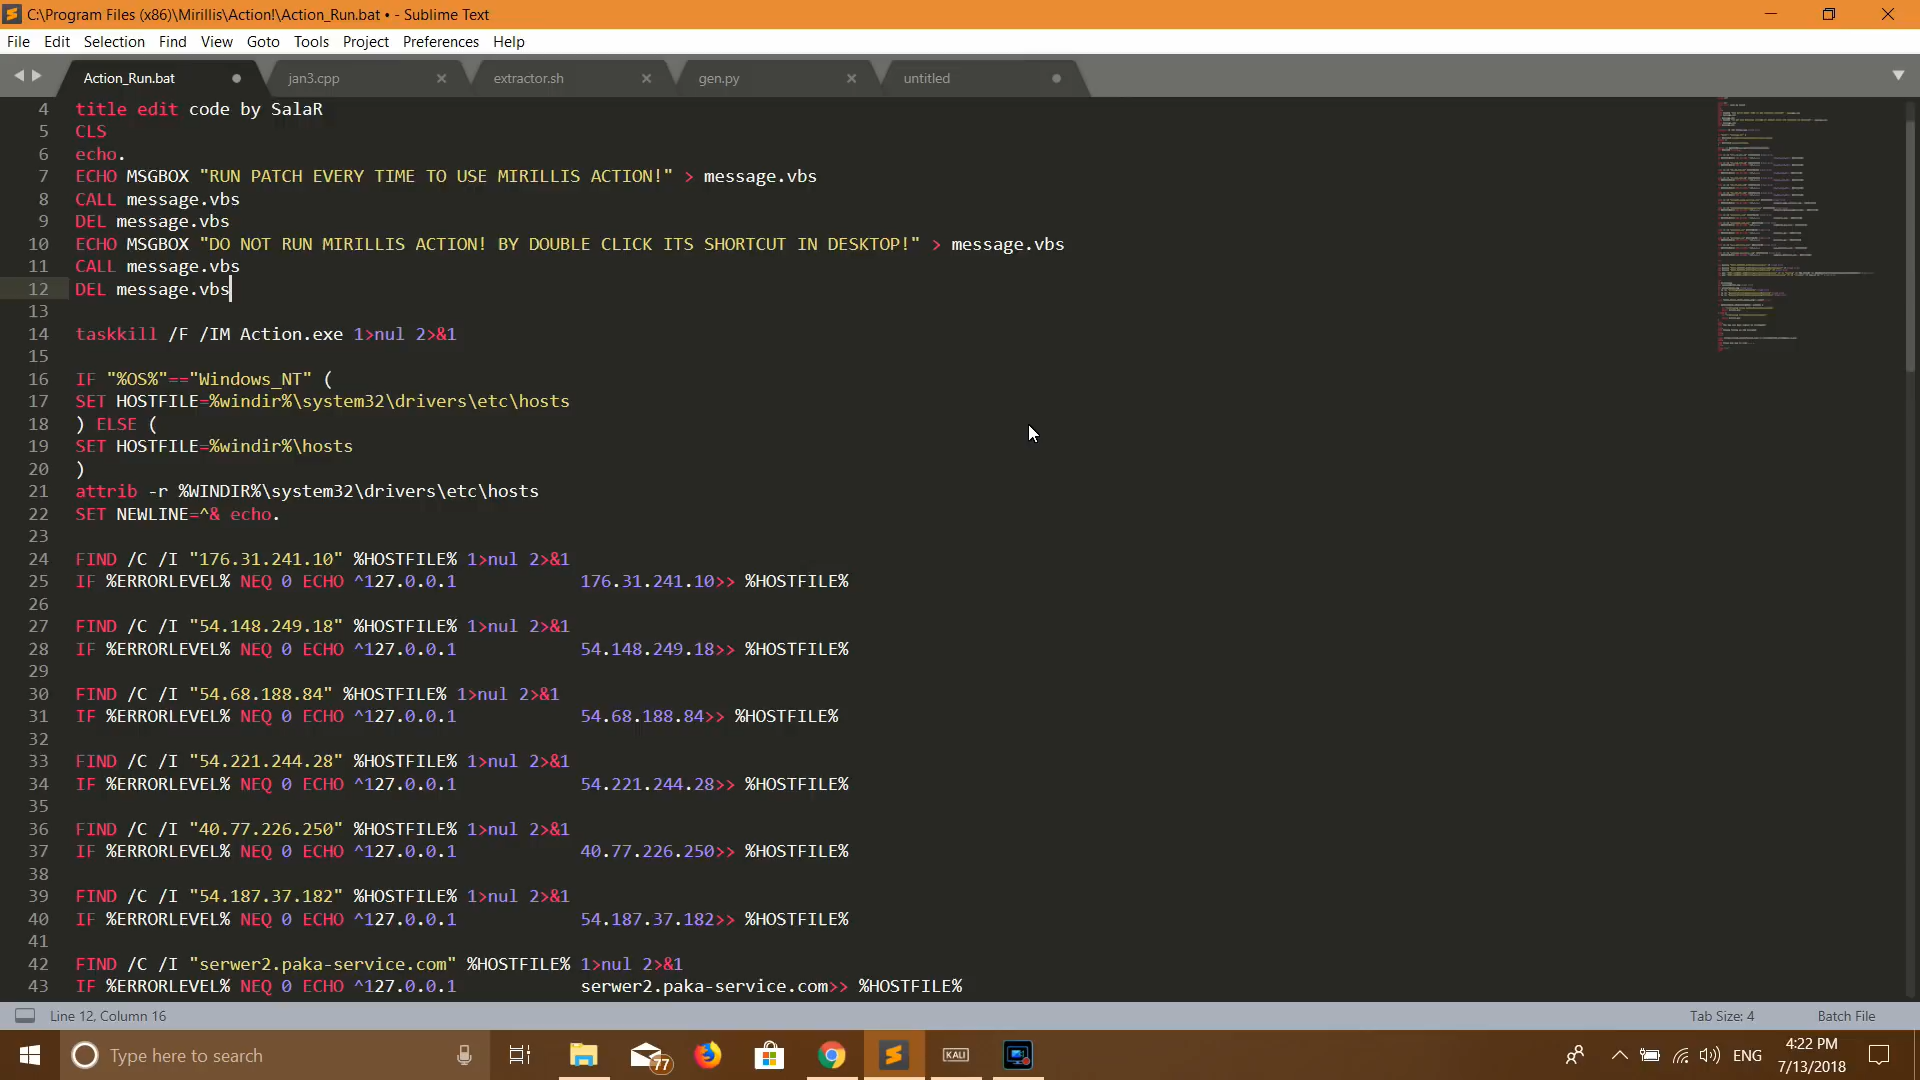 C:\Program Files (x86)\Mirillis\Action!\Action_Run.bat • - Sublime Text
File Edit Selection Find View Goto Tools Project Preferences Help
Action_Run.bat jan3.cpp extractor.sh gen.py untitled
4 title edit code by SalaR
5 CLS
6 echo.
7 ECHO MSGBOX "RUN PATCH EVERY TIME TO USE MIRILLIS ACTION!" > message.vbs
8 CALL message.vbs
9 DEL message.vbs
10 ECHO MSGBOX "DO NOT RUN MIRILLIS ACTION! BY DOUBLE CLICK ITS SHORTCUT IN DESKTOP!" > message.vbs
11 CALL message.vbs
12 DEL message.vbs
13
14 taskkill /F /IM Action.exe 1>nul 2>&1
15
16 IF "%OS%"=="Windows_NT" (
17 SET HOSTFILE=%windir%\system32\drivers\etc\hosts
18 ) ELSE (
19 SET HOSTFILE=%windir%\hosts
20 )
21 attrib -r %WINDIR%\system32\drivers\etc\hosts
22 SET NEWLINE=^& echo.
23
24 FIND /C /I "176.31.241.10" %HOSTFILE% 1>nul 2>&1
25 IF %ERRORLEVEL% NEQ 0 ECHO ^127.0.0.1 176.31.241.10>> %HOSTFILE%
26
27 FIND /C /I "54.148.249.18" %HOSTFILE% 1>nul 2>&1
28 IF %ERRORLEVEL% NEQ 0 ECHO ^127.0.0.1 54.148.249.18>> %HOSTFILE%
29
30 FIND /C /I "54.68.188.84" %HOSTFILE% 1>nul 2>&1
31 IF %ERRORLEVEL% NEQ 0 ECHO ^127.0.0.1 54.68.188.84>> %HOSTFILE%
32
33 FIND /C /I "54.221.244.28" %HOSTFILE% 1>nul 2>&1
34 IF %ERRORLEVEL% NEQ 0 ECHO ^127.0.0.1 54.221.244.28>> %HOSTFILE%
35
36 FIND /C /I "40.77.226.250" %HOSTFILE% 1>nul 2>&1
37 IF %ERRORLEVEL% NEQ 0 ECHO ^127.0.0.1 40.77.226.250>> %HOSTFILE%
38
39 FIND /C /I "54.187.37.182" %HOSTFILE% 1>nul 2>&1
40 IF %ERRORLEVEL% NEQ 0 ECHO ^127.0.0.1 54.187.37.182>> %HOSTFILE%
41
42 FIND /C /I "serwer2.paka-service.com" %HOSTFILE% 1>nul 2>&1
43 IF %ERRORLEVEL% NEQ 0 ECHO ^127.0.0.1 serwer2.paka-service.com>> %HOSTFILE%
Line 12, Column 16 Tab Size: 4 Batch File
Type here to search 77 KALI ENG 4:22 PM
7/13/2018